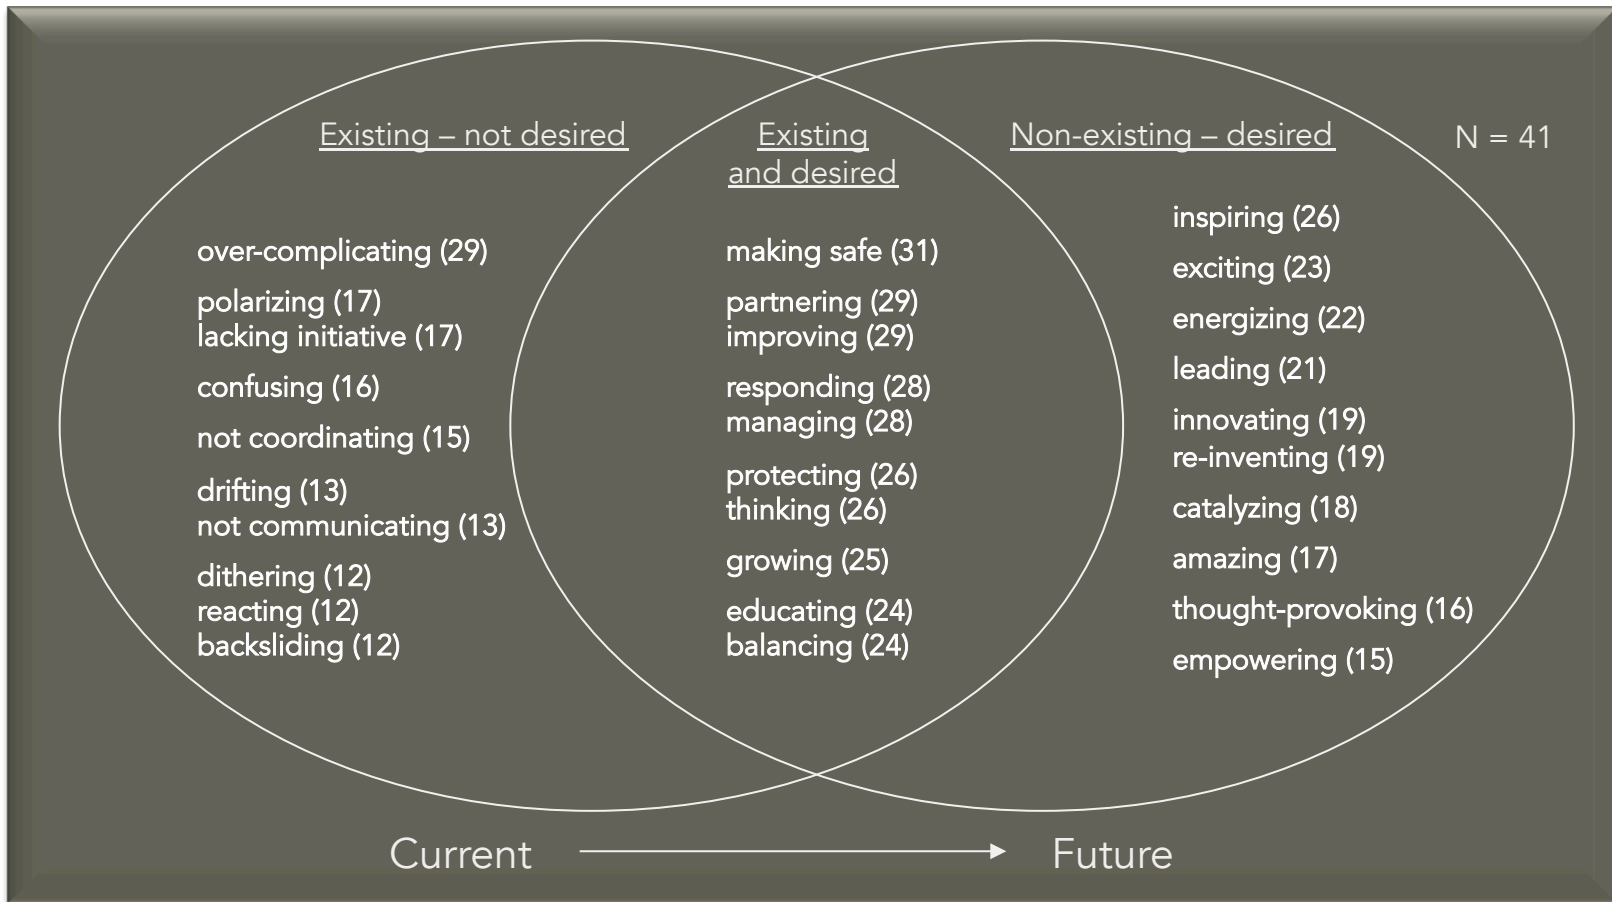 Existing – not desired
over-complicating (29)
polarizing (17)
lacking initiative (17)
confusing (16)
not coordinating (15)
drifting (13)
not communicating (13)
dithering (12)
reacting (12)
backsliding (12)
Existing
and desired
making safe (31)
partnering (29)
improving (29)
responding (28)
managing (28)
protecting (26)
thinking (26)
growing (25)
educating (24)
balancing (24)
Non-existing – desired
inspiring (26)
exciting (23)
energizing (22)
leading (21)
innovating (19)
re-inventing (19)
catalyzing (18)
amazing (17)
thought-provoking (16)
empowering (15)
N = 41
Current
Future